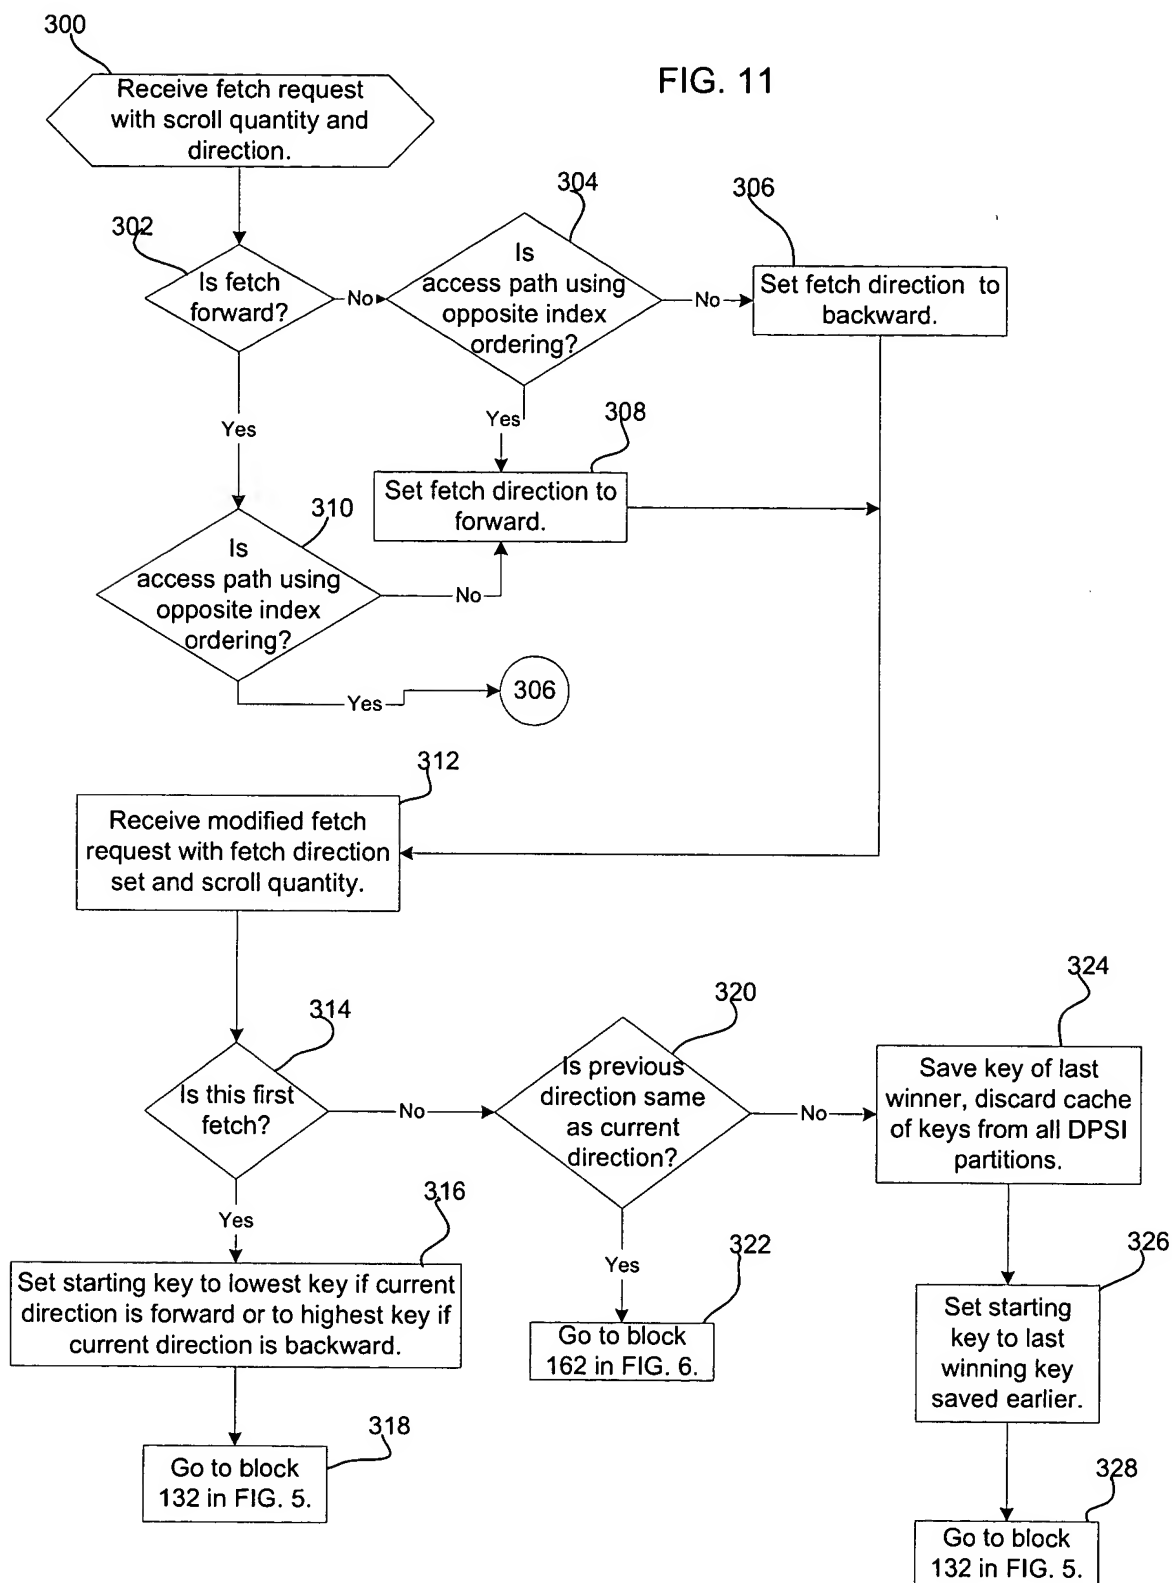 300
FIG. 11
Receive fetch request
with scroll quantity and
direction.
302
304
306
Is fetch
forward?
No
Is
access path using
opposite index
ordering?
No
Set fetch direction to
backward.
Yes
Yes
308
Set fetch direction to
forward.
310
Is
access path using
opposite index
ordering?
No
Yes
306
312
Receive modified fetch
request with fetch direction
set and scroll quantity.
314
Is this first
fetch?
No
320
Is previous
direction same
as current
direction?
No
324
Save key of last
winner, discard cache
of keys from all DPSI
partitions.
Yes
316
Set starting key to lowest key if current
direction is forward or to highest key if
current direction is backward.
Yes
322
Go to block
162 in FIG. 6.
326
Set starting
key to last
winning key
saved earlier.
318
Go to block
132 in FIG. 5.
328
Go to block
132 in FIG. 5.